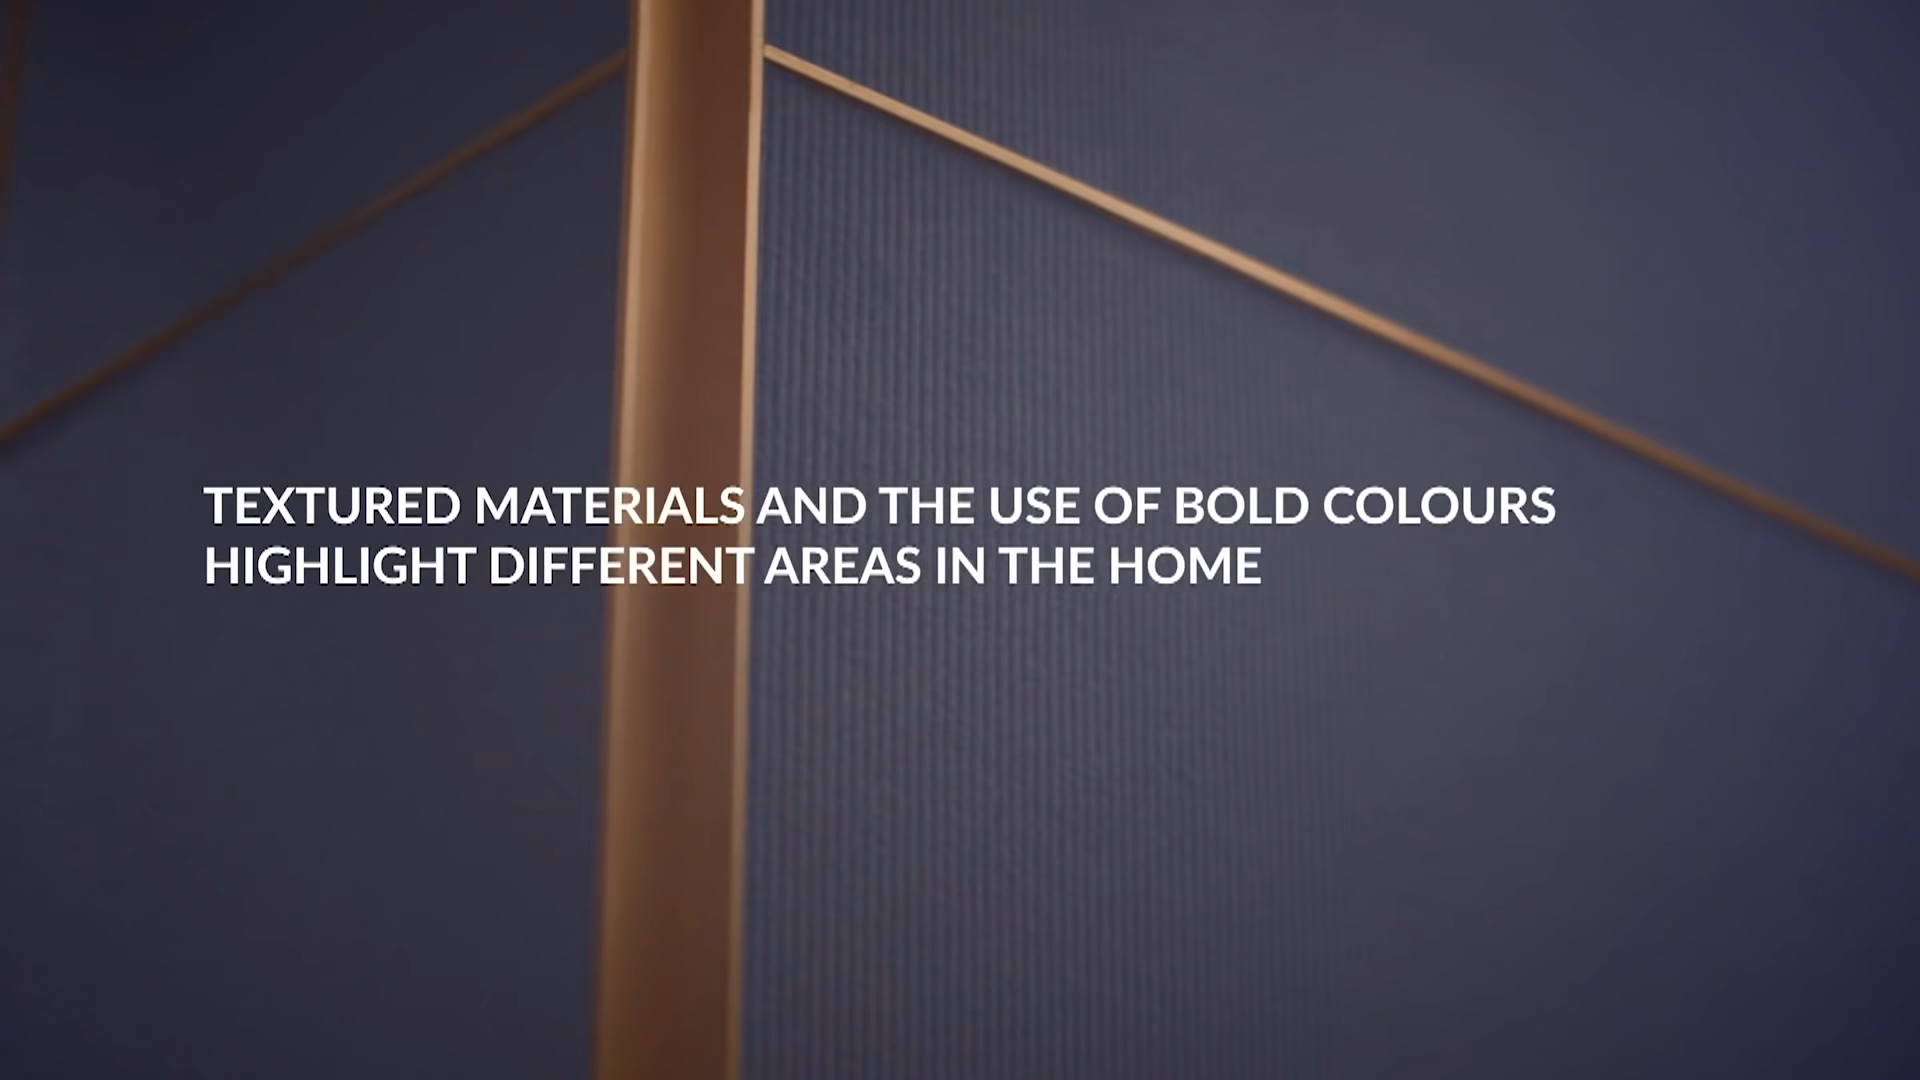 TEXTURED MATERIALS AND THE USE OF BOLD COLOURS
HIGHLIGHT DIFFERENT AREAS IN THE HOME